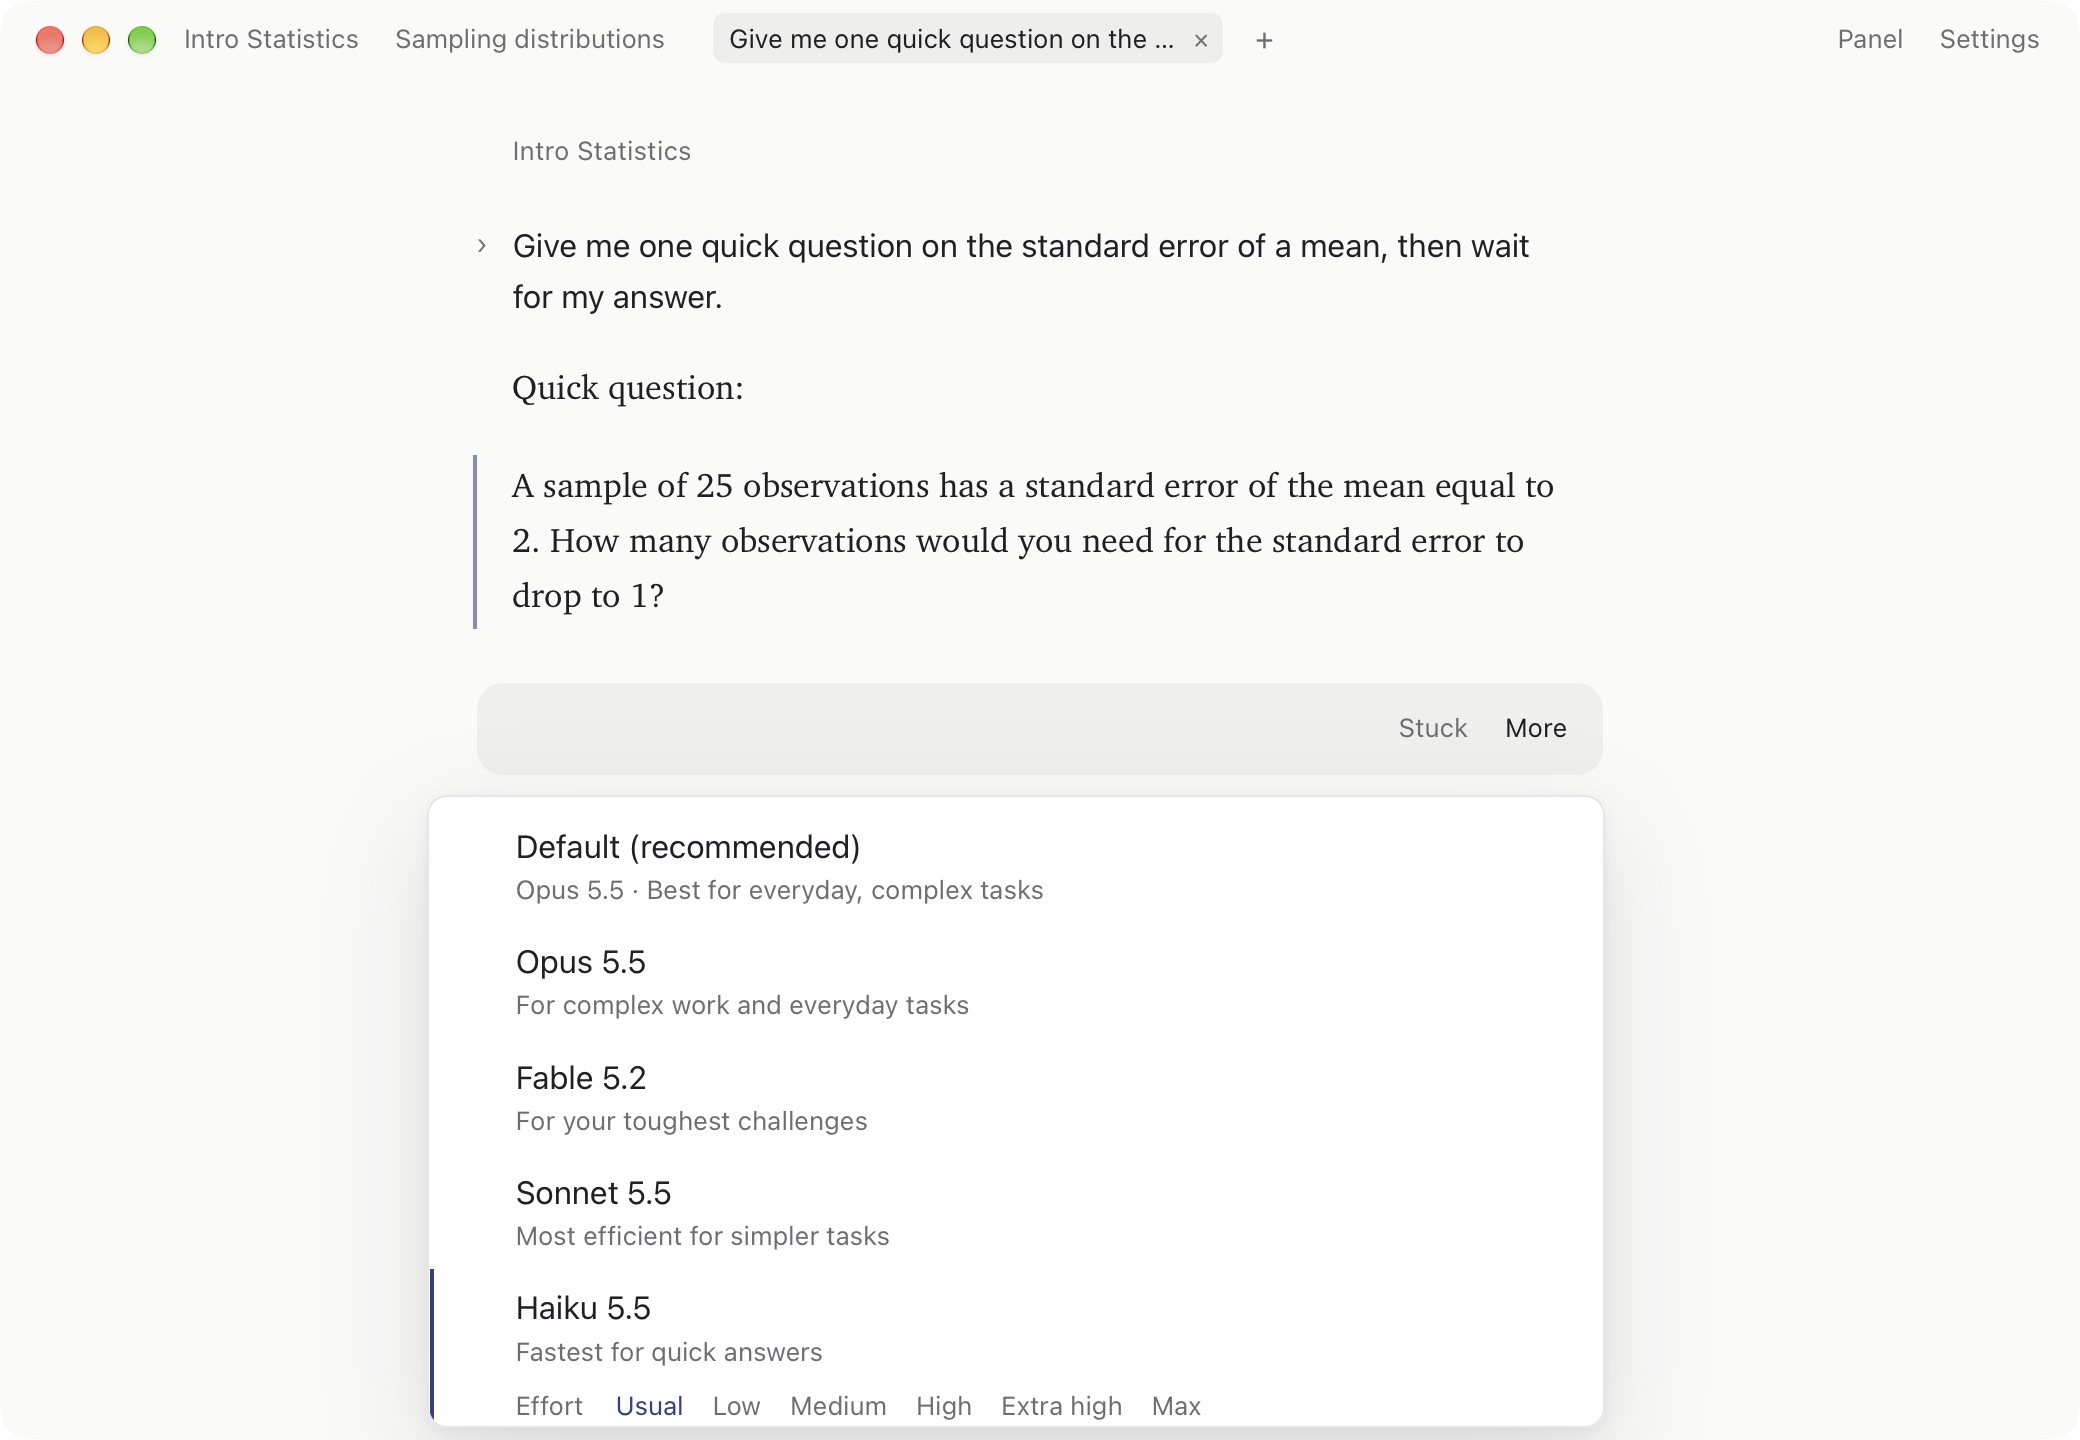 Intro Statistics
Sampling distributions
Give me one quick question on the ... ×
+
Panel
Settings
Intro Statistics
› Give me one quick question on the standard error of a mean, then wait
for my answer.
Quick question:
A sample of 25 observations has a standard error of the mean equal to
2. How many observations would you need for the standard error to
drop to 1?
Stuck More
Default (recommended)
Opus 5.5 · Best for everyday, complex tasks
Opus 5.5
For complex work and everyday tasks
Fable 5.2
For your toughest challenges
Sonnet 5.5
Most efficient for simpler tasks
Haiku 5.5
Fastest for quick answers
Effort Usual Low Medium High Extra high Max